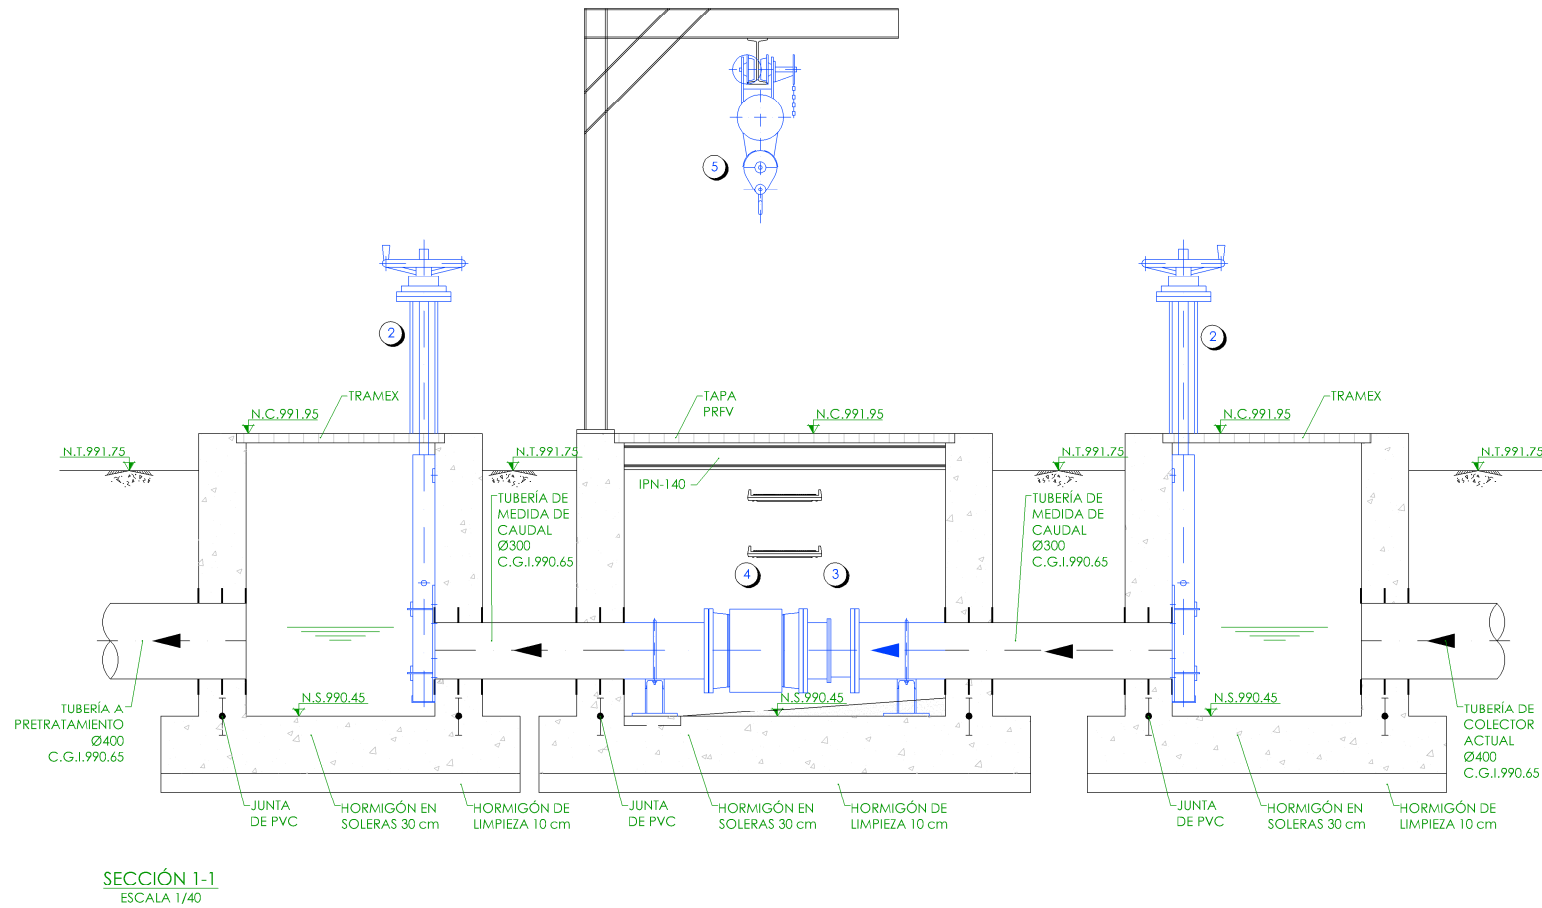 5
2
2
TRAMEX
TAPA
PRFV
TRAMEX
N.C.991.95
N.C.991.95
N.C.991.95
N.T.991.75
N.T.991.75
N.T.991.75
N.T.991.75
IPN-140
TUBERÍA DE
MEDIDA DE
CAUDAL
Ø300
C.G.I.990.65
TUBERÍA DE
MEDIDA DE
CAUDAL
Ø300
C.G.I.990.65
4
3
N.S.990.45
N.S.990.45
N.S.990.45
TUBERÍA A
PRETRATAMIENTO
Ø400
C.G.I.990.65
TUBERÍA DE
COLECTOR
ACTUAL
Ø400
C.G.I.990.65
JUNTA
DE PVC
HORMIGÓN EN
SOLERAS 30 cm
HORMIGÓN DE
LIMPIEZA 10 cm
JUNTA
DE PVC
HORMIGÓN EN
SOLERAS 30 cm
HORMIGÓN DE
LIMPIEZA 10 cm
JUNTA
DE PVC
HORMIGÓN EN
SOLERAS 30 cm
HORMIGÓN DE
LIMPIEZA 10 cm
SECCIÓN 1-1
ESCALA 1/40